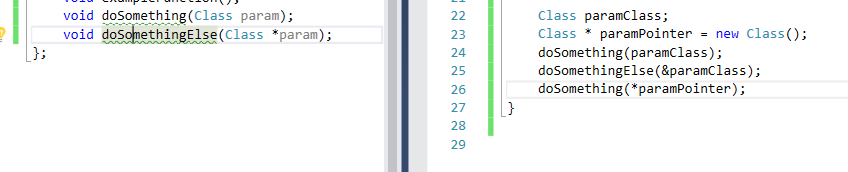 void doSomething(Class param);
void doSomethingElse(Class *param);
};
22 Class paramClass;
23 Class * paramPointer = new Class();
24 doSomething(paramClass);
25 doSomethingElse(&paramClass);
26 doSomething(*paramPointer);
27 }
28
29